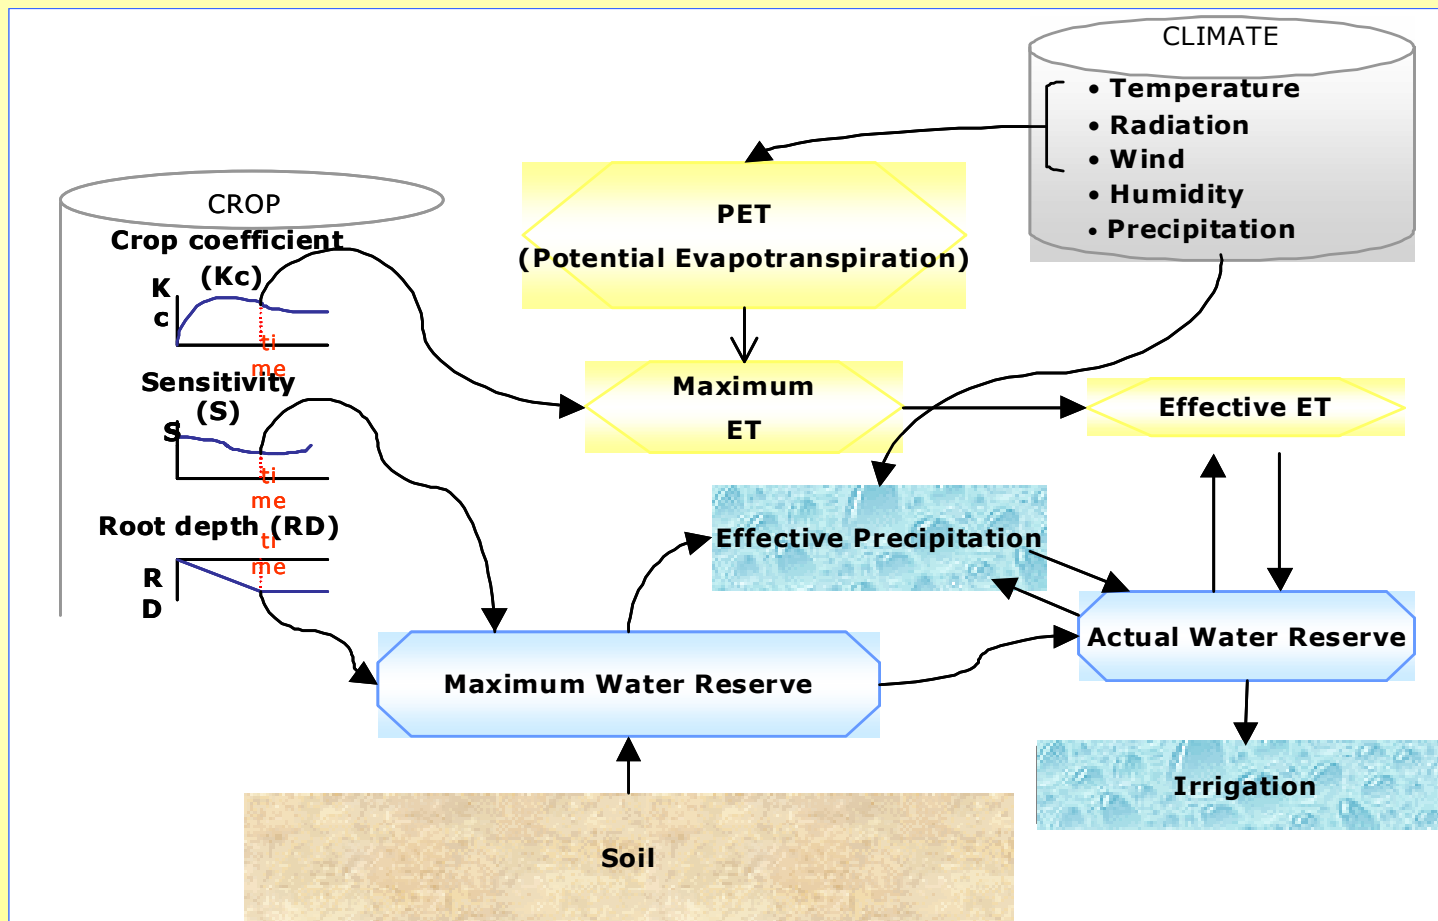 CLIMATE
• Temperature
• Radiation
• Wind
• Humidity
• Precipitation
CROP
Crop coefficient
(Kc)
K
c
ti
me
Sensitivity
(S)
S
ti
me
Root depth (RD)
ti
me
R
D
PET
(Potential Evapotranspiration)
Maximum
ET
Effective ET
Effective Precipitation
Actual Water Reserve
Maximum Water Reserve
Irrigation
Soil